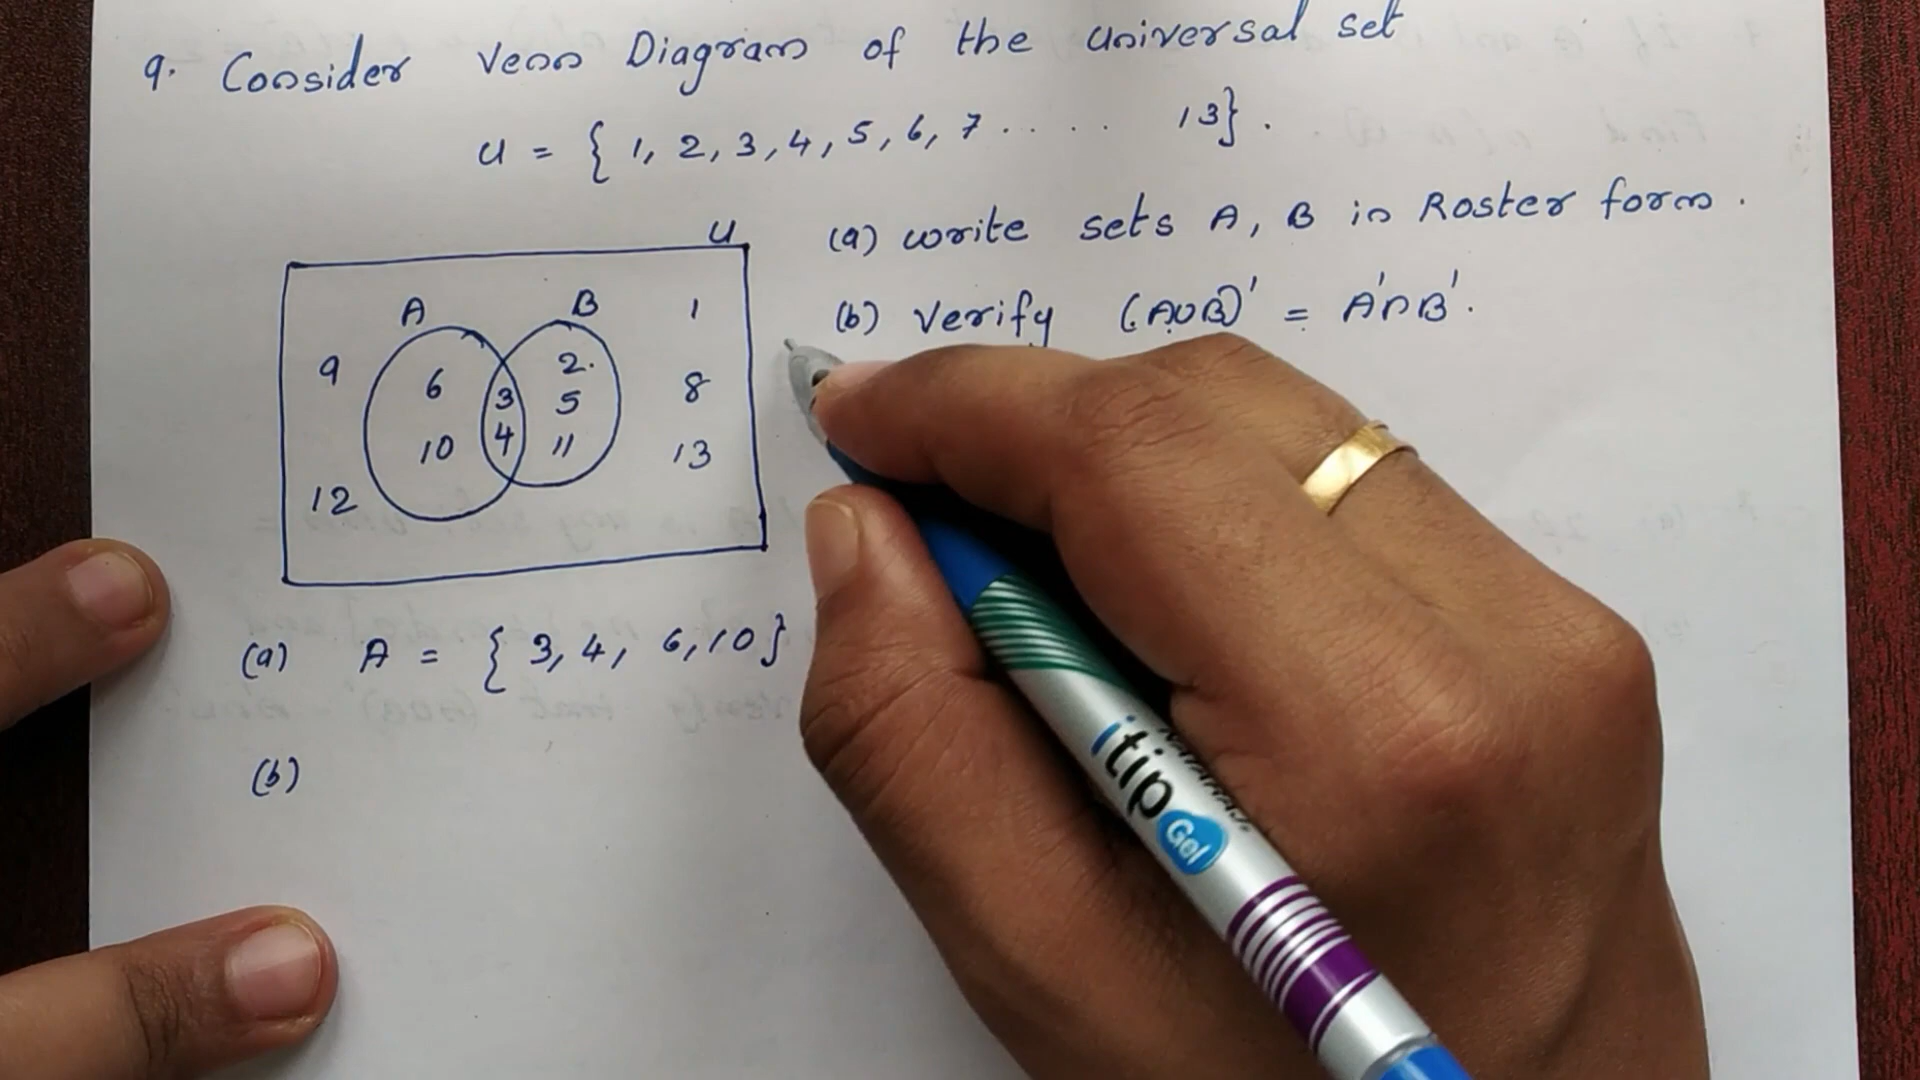 9. Consider Venn Diagram of the universal set
U = { 1, 2, 3, 4, 5, 6, 7 ..... 13}.
U
(a) write sets A, B in Roster form.
(b) Verify (A∪B)' = A'∩B'.
A B 1
9 6 3 2. 8
5
10 4 11 13
12
(a) A = { 3, 4, 6, 10}
(b)
itip
Gel